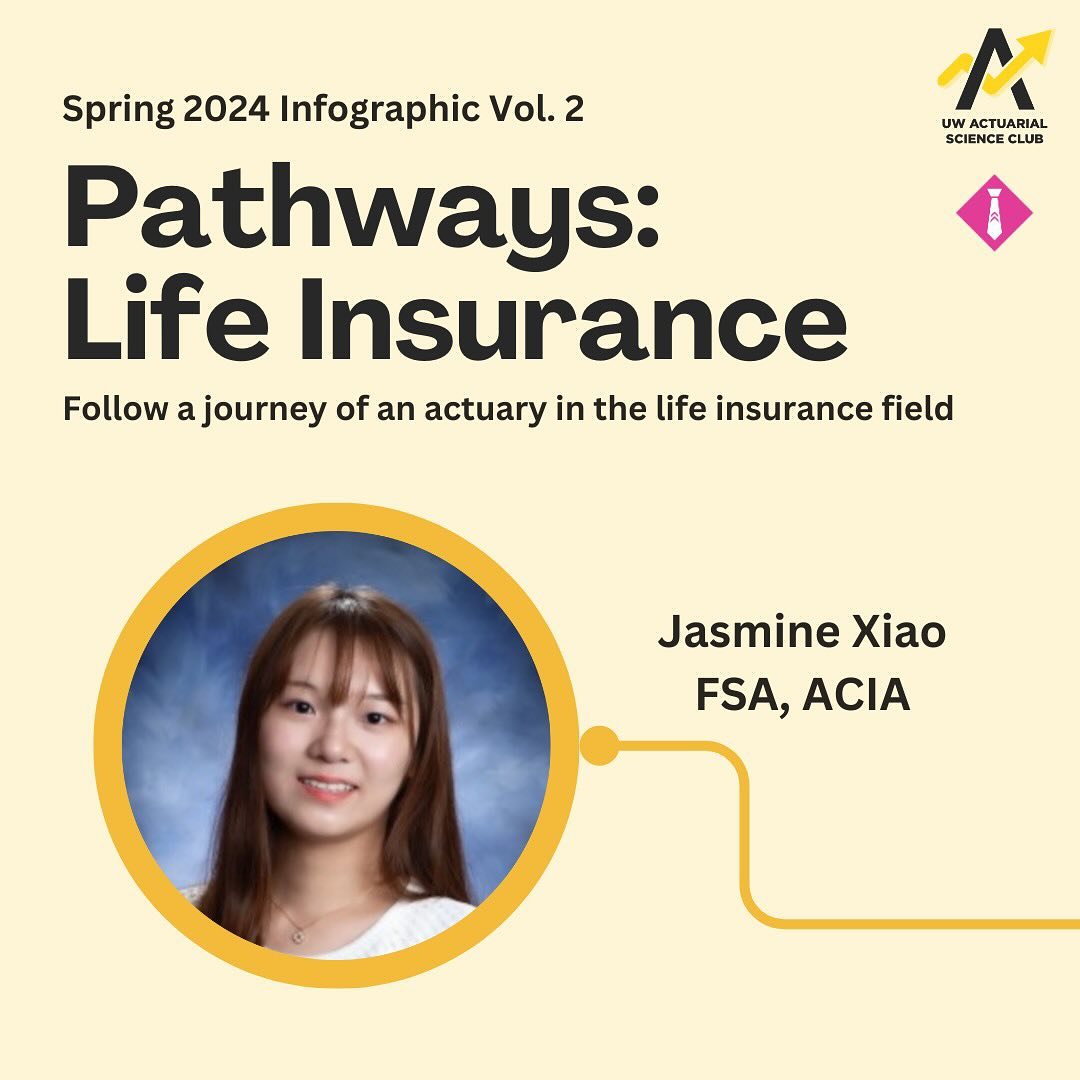 Spring 2024 Infographic Vol. 2
UW ACTUARIAL
SCIENCE CLUB
Pathways:
Life Insurance
Follow a journey of an actuary in the life insurance field
Jasmine Xiao
FSA, ACIA